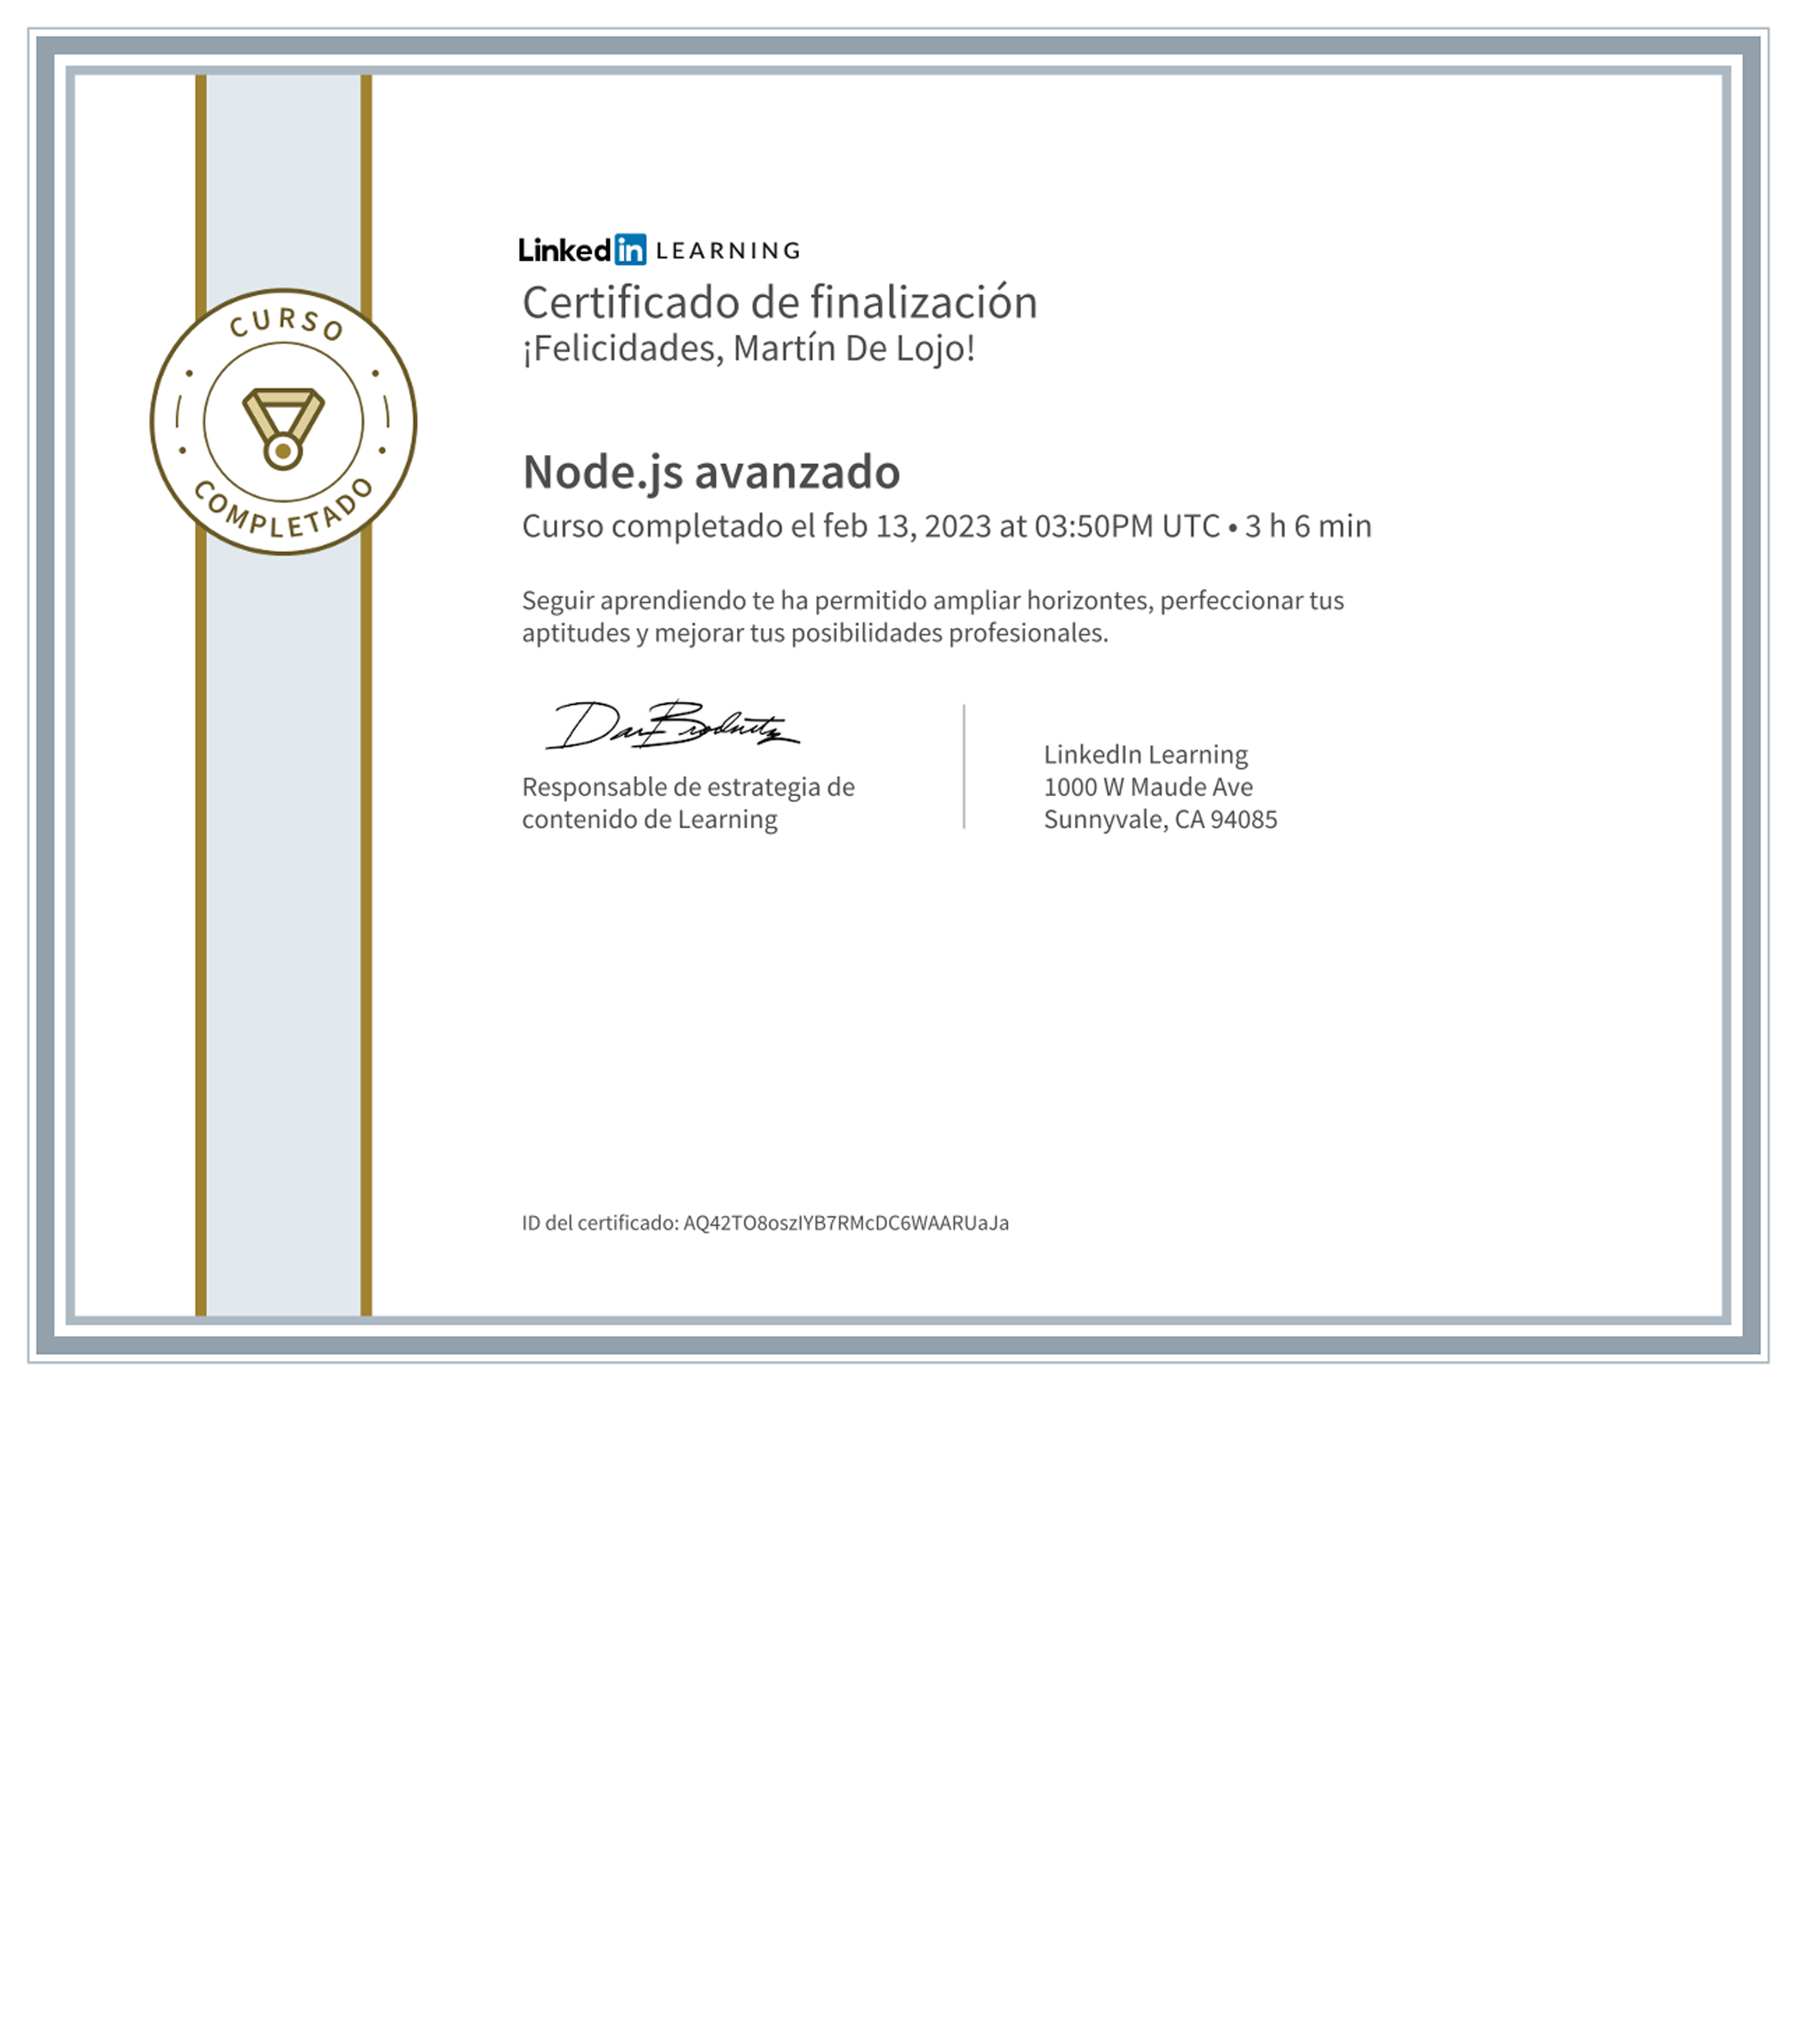 CURSO
COMPLETADO
Linked in LEARNING
Certificado de finalización
¡Felicidades, Martín De Lojo!
Node.js avanzado
Curso completado el feb 13, 2023 at 03:50PM UTC • 3 h 6 min
Seguir aprendiendo te ha permitido ampliar horizontes, perfeccionar tus
aptitudes y mejorar tus posibilidades profesionales.
Dan Brodnitz
Responsable de estrategia de
contenido de Learning
LinkedIn Learning
1000 W Maude Ave
Sunnyvale, CA 94085
ID del certificado: AQ42TO8oszIYB7RMcDC6WAARUaJa